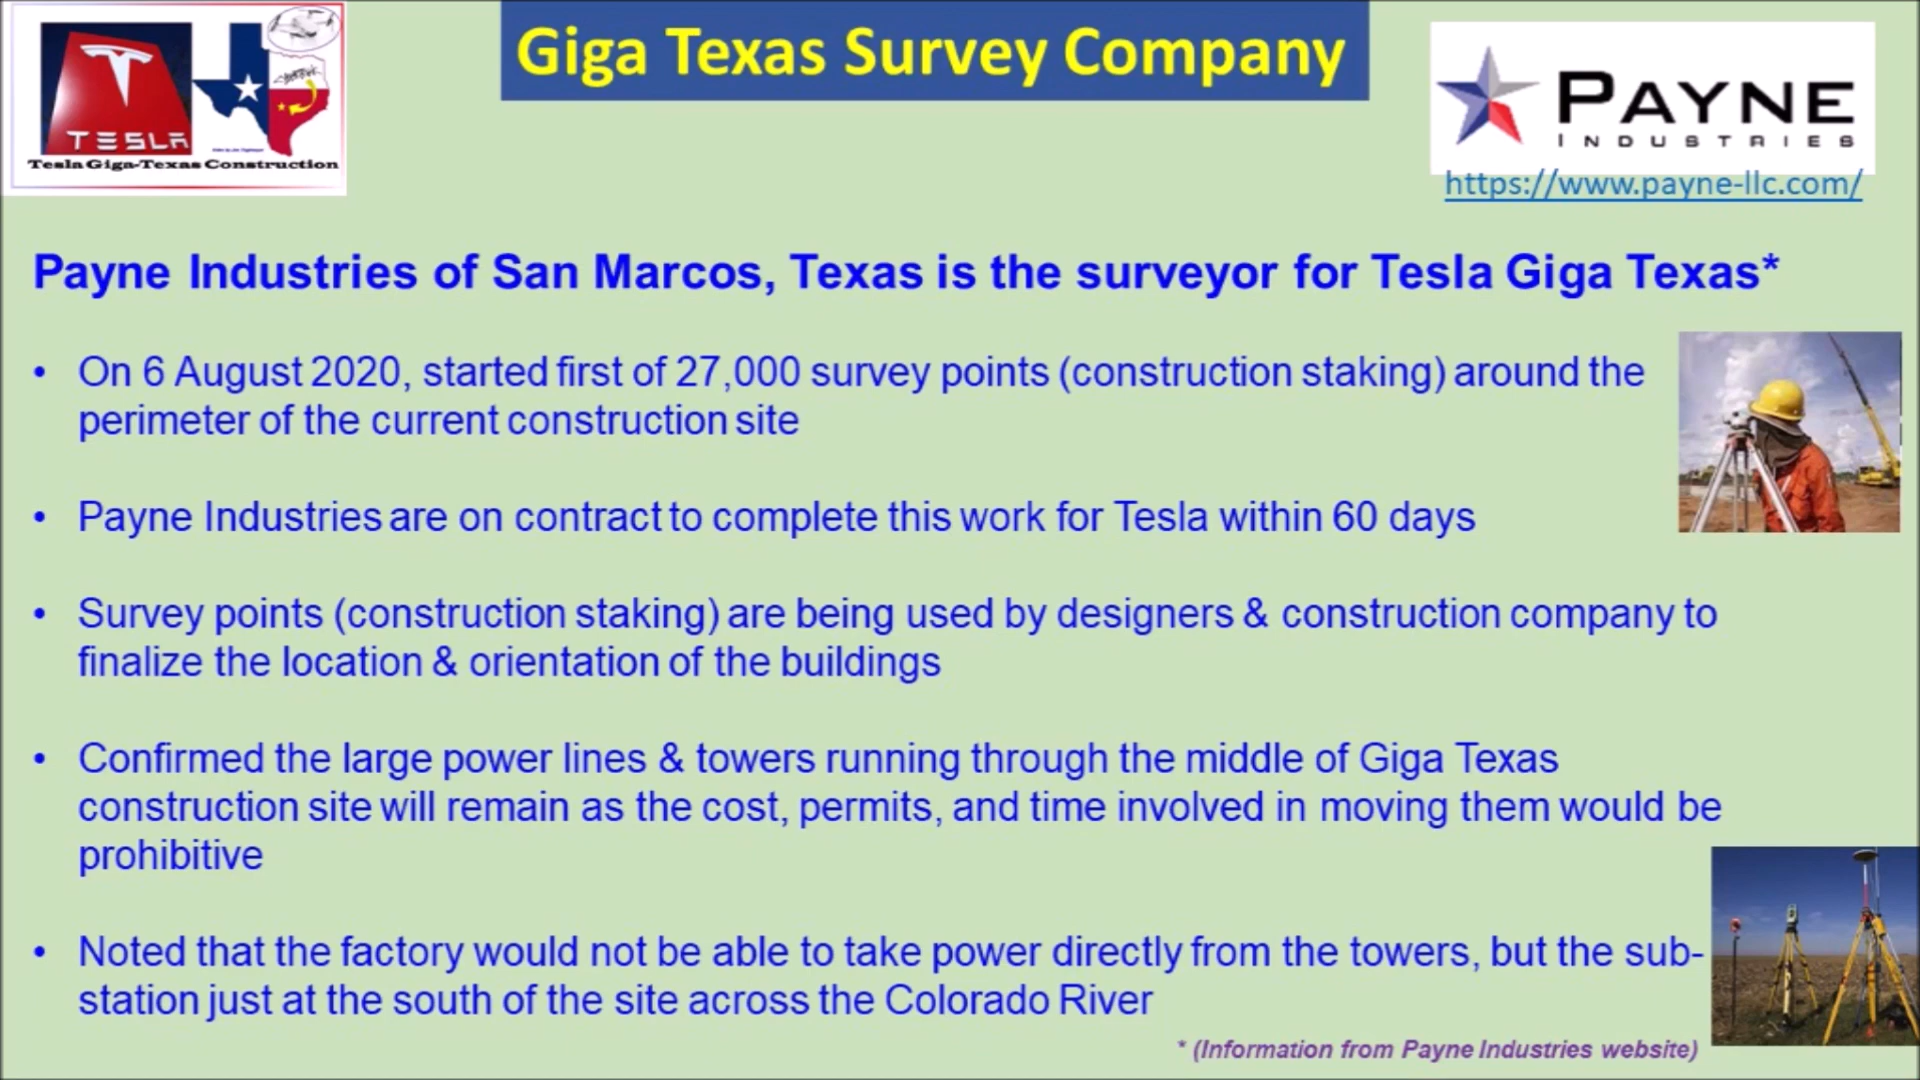 Giga Texas Survey Company
TESLA
Tesla Giga-Texas Construction
PAYNE
INDUSTRIES
https://www.payne-llc.com/
Payne Industries of San Marcos, Texas is the surveyor for Tesla Giga Texas*
• On 6 August 2020, started first of 27,000 survey points (construction staking) around the
perimeter of the current construction site
• Payne Industries are on contract to complete this work for Tesla within 60 days
• Survey points (construction staking) are being used by designers & construction company to
finalize the location & orientation of the buildings
• Confirmed the large power lines & towers running through the middle of Giga Texas
construction site will remain as the cost, permits, and time involved in moving them would be
prohibitive
• Noted that the factory would not be able to take power directly from the towers, but the sub-
station just at the south of the site across the Colorado River
* (Information from Payne Industries website)